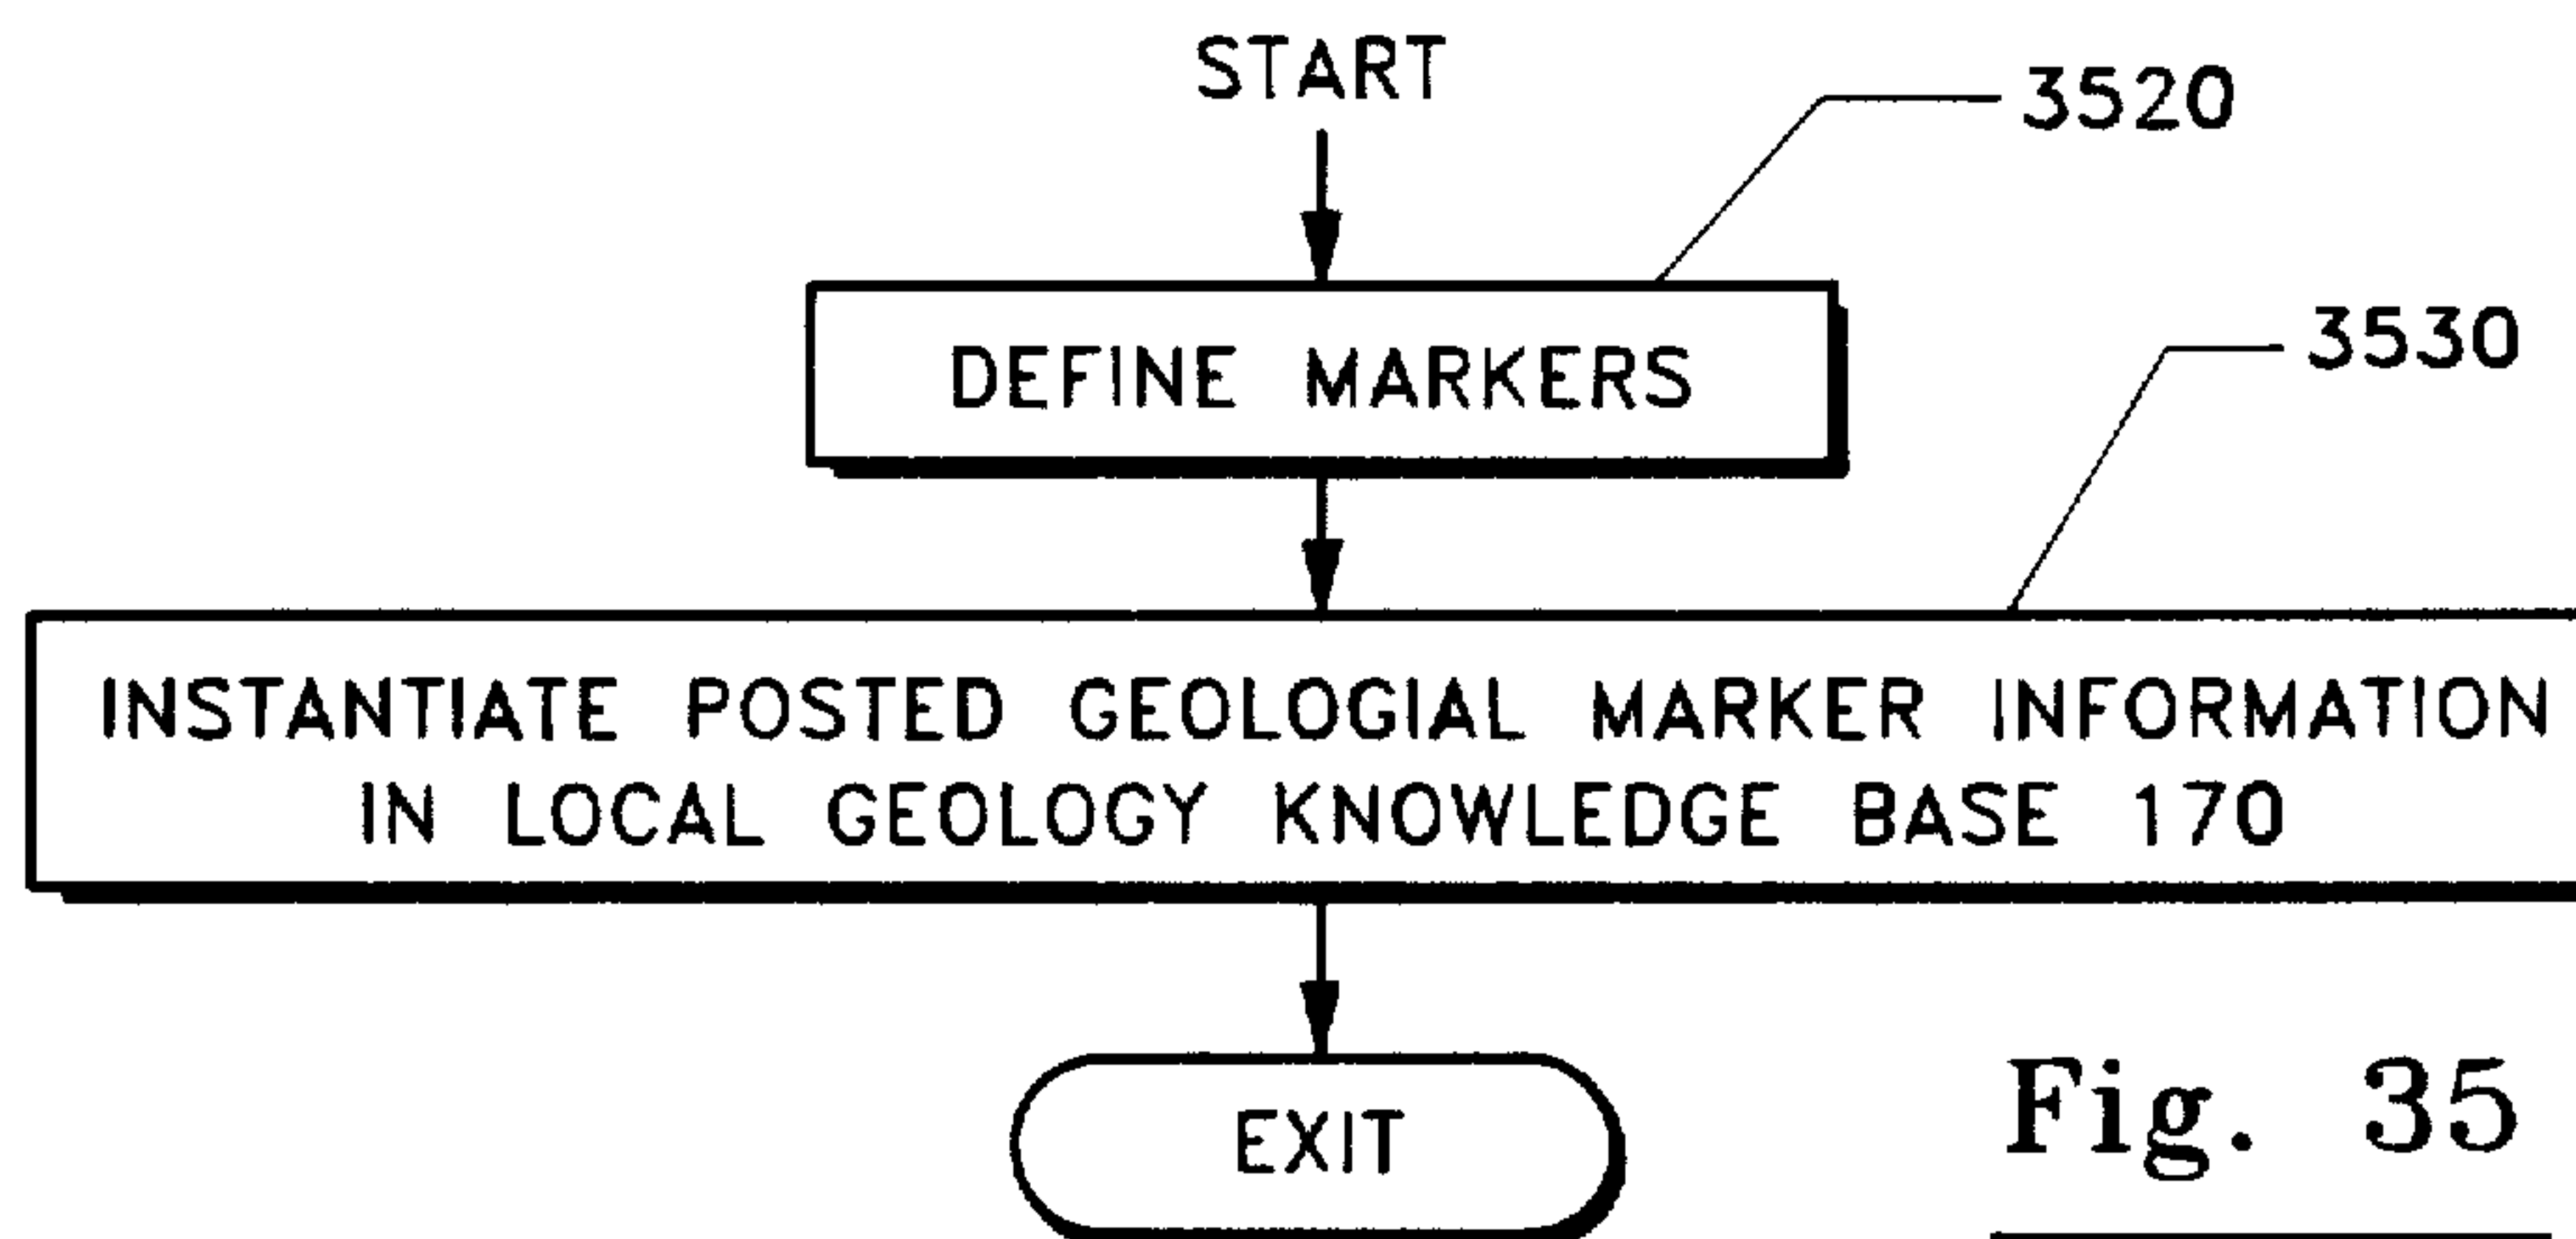 START
3520
DEFINE MARKERS
3530
INSTANTIATE POSTED GEOLOGIAL MARKER INFORMATION
IN LOCAL GEOLOGY KNOWLEDGE BASE 170
EXIT
Fig. 35